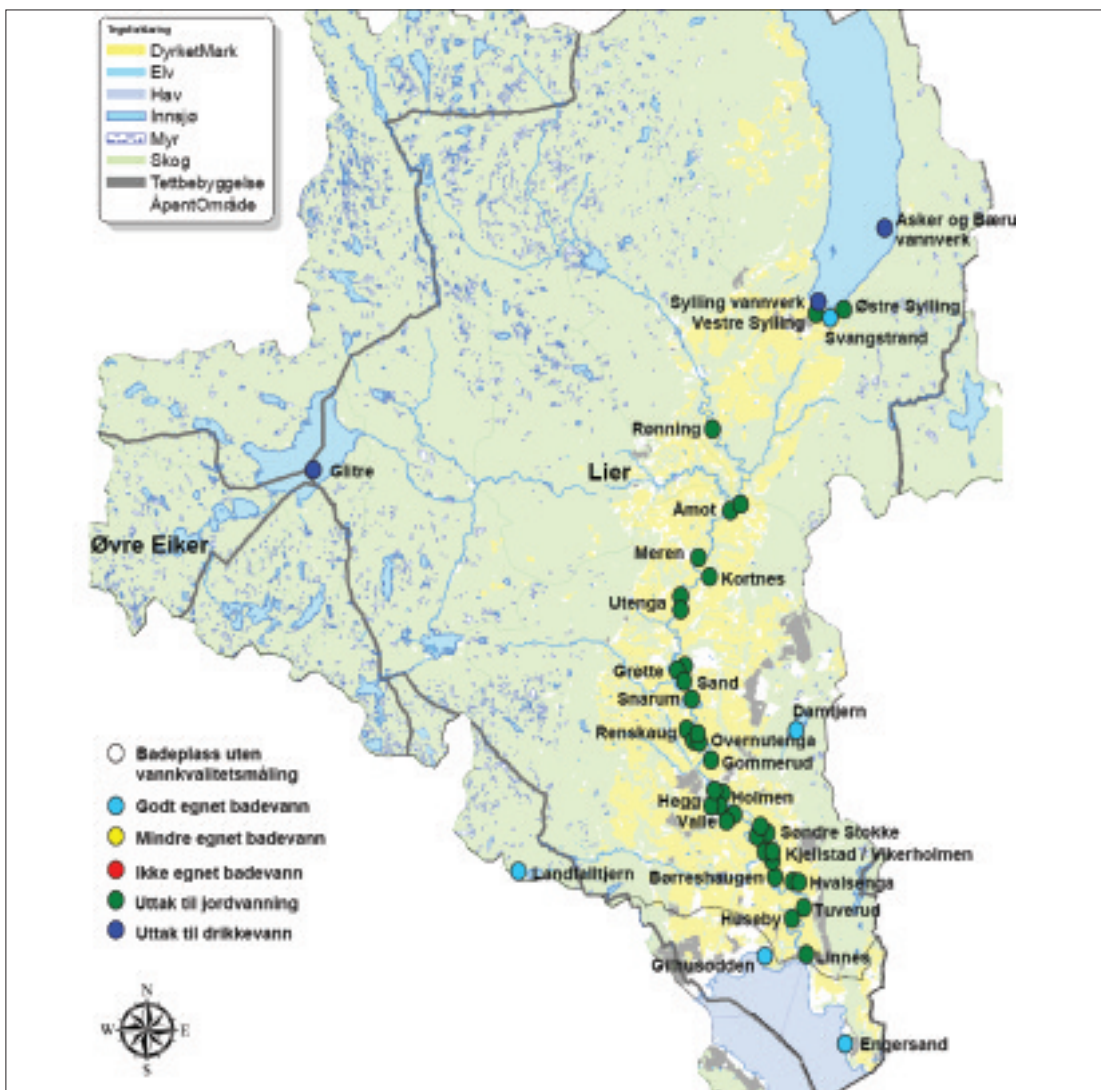 Tegnforklaring
DyrketMark
Elv
Hav
Innsjø
Myr
Skog
Tettbebyggelse
ÅpentOmråde
Asker og Bæru
vannverk
Sylling vannverk
Østre Sylling
Vestre Sylling
Svangstrand
Rønning
Lier
Glitre
Åmot
Øvre Eiker
Meren
Kortnes
Utenga
Grøtte
Sand
Snarum
Damtjern
Renskaug
Overnutenga
Gommerud
Høgg
Holmen
Valle
Søndre Stokke
Kjellstad / Vikerholmen
Landfalltjern
Børreshaugen
Hvalsenga
Tuverud
Huseby
Linnes
Gilhusodden
Engersand
Badeplass uten
vannkvalitetsmåling
Godt egnet badevann
Mindre egnet badevann
Ikke egnet badevann
Uttak til jordvanning
Uttak til drikkevann
N
W
E
S